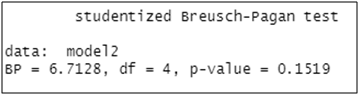 studentized Breusch-Pagan test
data:  model2
BP = 6.7128, df = 4, p-value = 0.1519